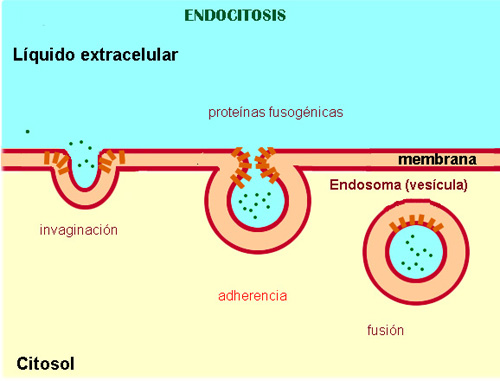 ENDOCITOSIS
Líquido extracelular
proteínas fusogénicas
membrana
Endosoma (vesícula)
invaginación
adherencia
fusión
Citosol